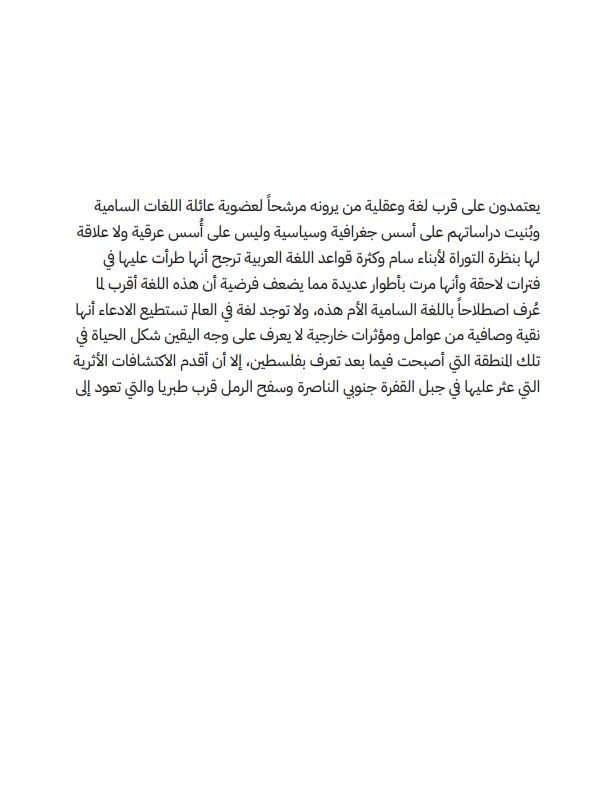 يعتمدون على قرب لغة وعقلية من يرونه مرشحاً لعضوية عائلة اللغات السامية
وبُنيت دراساتهم على أسس جغرافية وسياسية وليس على أُسس عرقية ولا علاقة
لها بنظرة التوراة لأبناء سام وكثرة قواعد اللغة العربية ترجح أنها طرأت عليها في
فترات لاحقة وأنها مرت بأطوار عديدة مما يضعف فرضية أن هذه اللغة أقرب لما
عُرف اصطلاحاً باللغة السامية الأم هذه، ولا توجد لغة في العالم تستطيع الادعاء أنها
نقية وصافية من عوامل ومؤثرات خارجية لا يعرف على وجه اليقين شكل الحياة في
تلك المنطقة التي أصبحت فيما بعد تعرف بفلسطين، إلا أن أقدم الاكتشافات الأثرية
التي عثر عليها في جبل القفزة جنوبي الناصرة وسفح الرمل قرب طبريا والتي تعود إلى